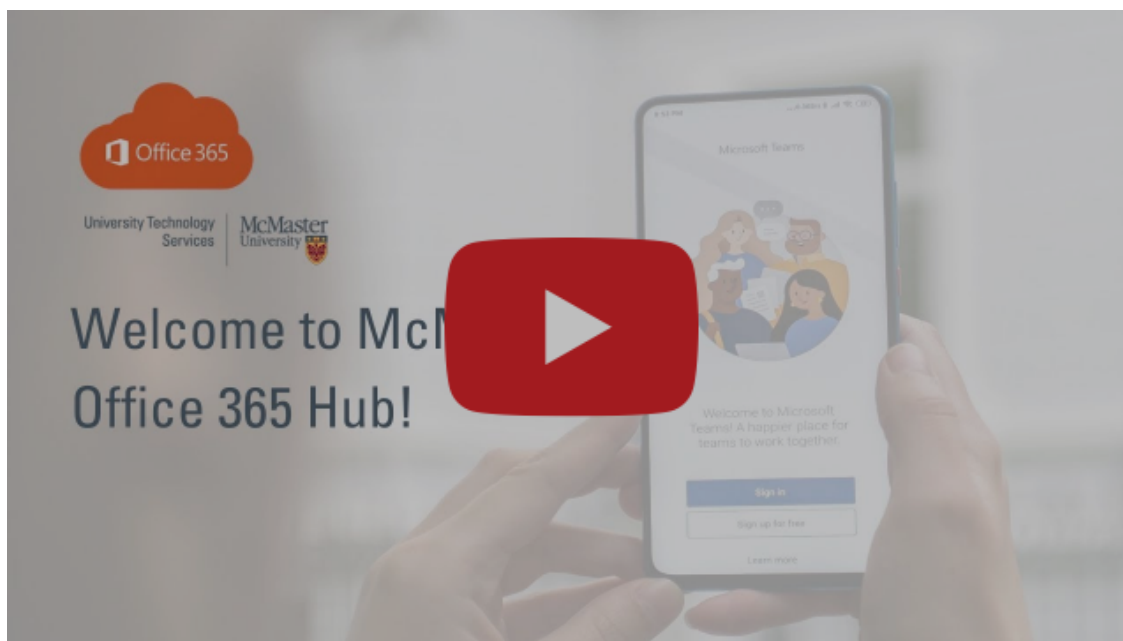 Office 365
University Technology
Services
McMaster
University
Welcome to McM
Office 365 Hub!
Microsoft Teams
Welcome to Microsoft
Teams! A happier place for
teams to work together.
Sign in
Sign up for free
Learn more